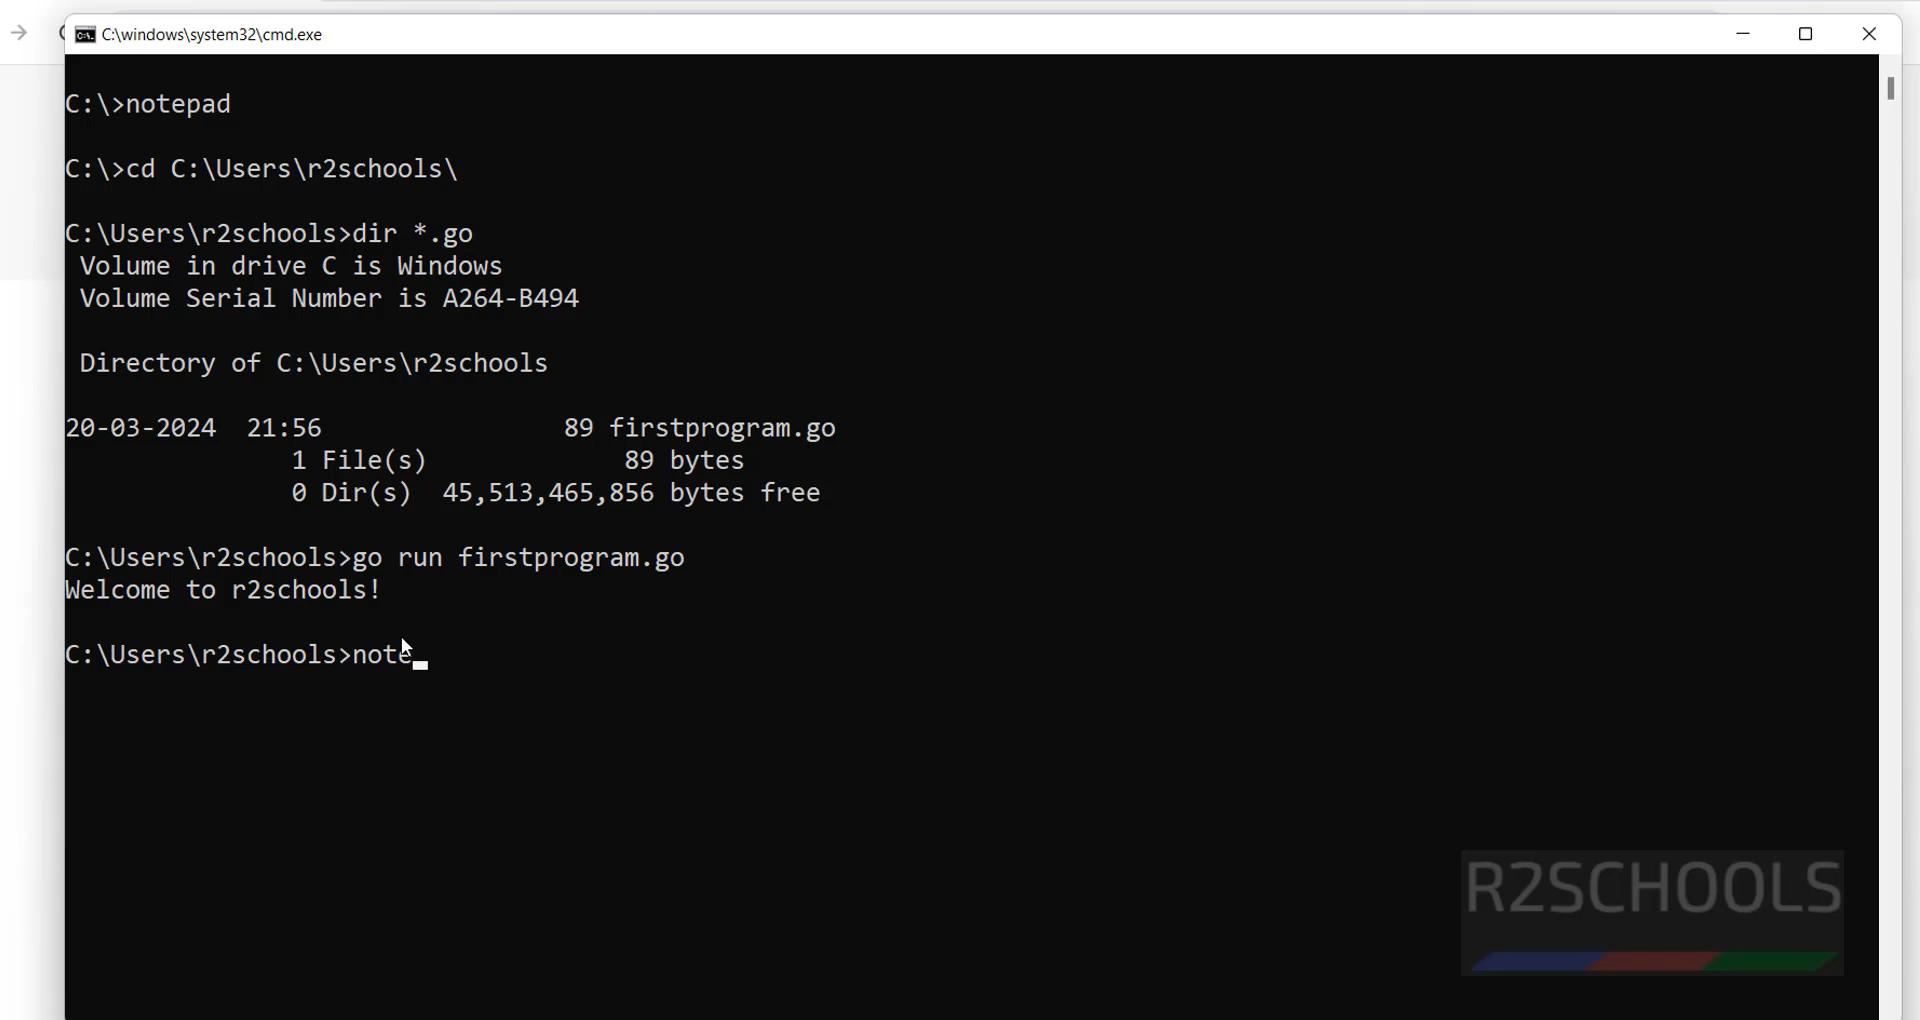 C:\windows\system32\cmd.exe
C:\>notepad
C:\>cd C:\Users\r2schools\
C:\Users\r2schools>dir *.go
Volume in drive C is Windows
Volume Serial Number is A264-B494
Directory of C:\Users\r2schools
20-03-2024  21:56                89 firstprogram.go
1 File(s)             89 bytes
0 Dir(s)  45,513,465,856 bytes free
C:\Users\r2schools>go run firstprogram.go
Welcome to r2schools!
C:\Users\r2schools>note
R2SCHOOLS